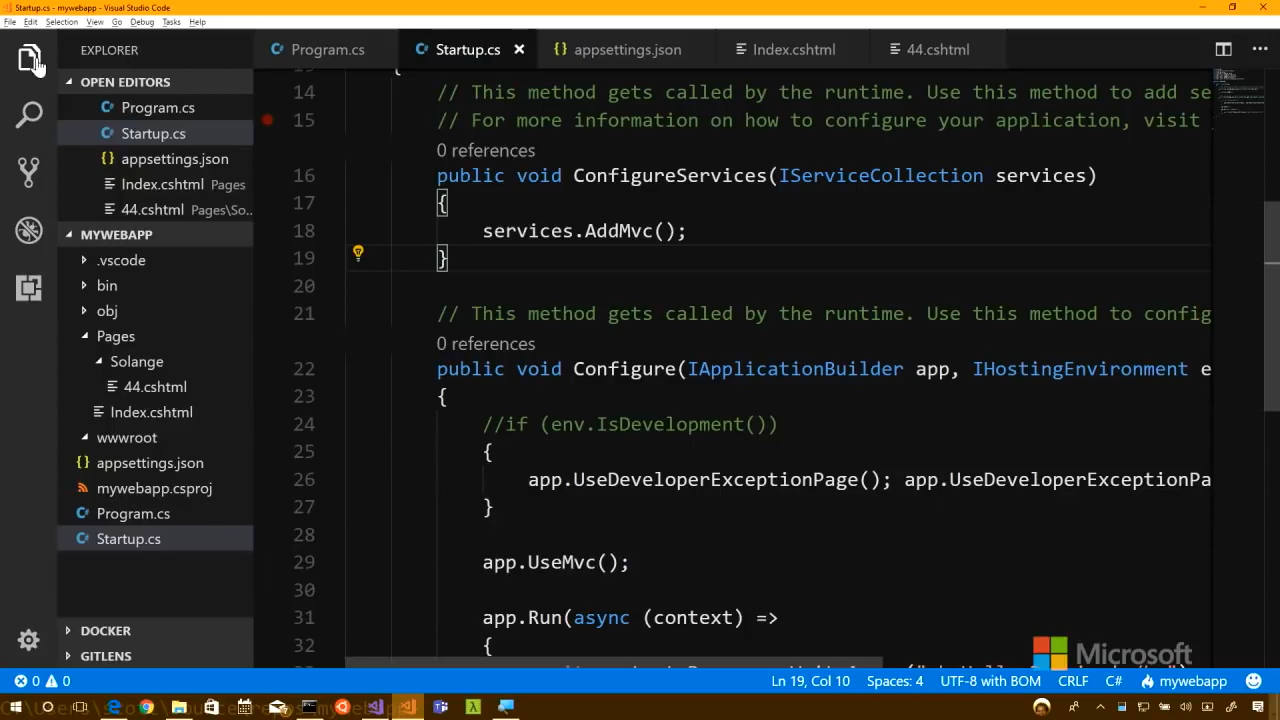 Startup.cs - mywebapp - Visual Studio Code
File Edit Selection View Go Debug Tasks Help
EXPLORER
OPEN EDITORS
Program.cs
Startup.cs
appsettings.json
Index.cshtml Pages
44.cshtml Pages\So...
MYWEBAPP
.vscode
bin
obj
Pages
Solange
44.cshtml
Index.cshtml
wwwroot
appsettings.json
mywebapp.csproj
Program.cs
Startup.cs
DOCKER
GITLENS
Program.cs Startup.cs appsettings.json Index.cshtml 44.cshtml
14 // This method gets called by the runtime. Use this method to add se
15 // For more information on how to configure your application, visit
0 references
16 public void ConfigureServices(IServiceCollection services)
17 {
18 services.AddMvc();
19 }
20
21 // This method gets called by the runtime. Use this method to config
0 references
22 public void Configure(IApplicationBuilder app, IHostingEnvironment e
23 {
24 //if (env.IsDevelopment())
25 {
26 app.UseDeveloperExceptionPage(); app.UseDeveloperExceptionPa
27 }
28
29 app.UseMvc();
30
31 app.Run(async (context) =>
32 {
Microsoft
0 0 Ln 19, Col 10 Spaces: 4 UTF-8 with BOM CRLF C# mywebapp